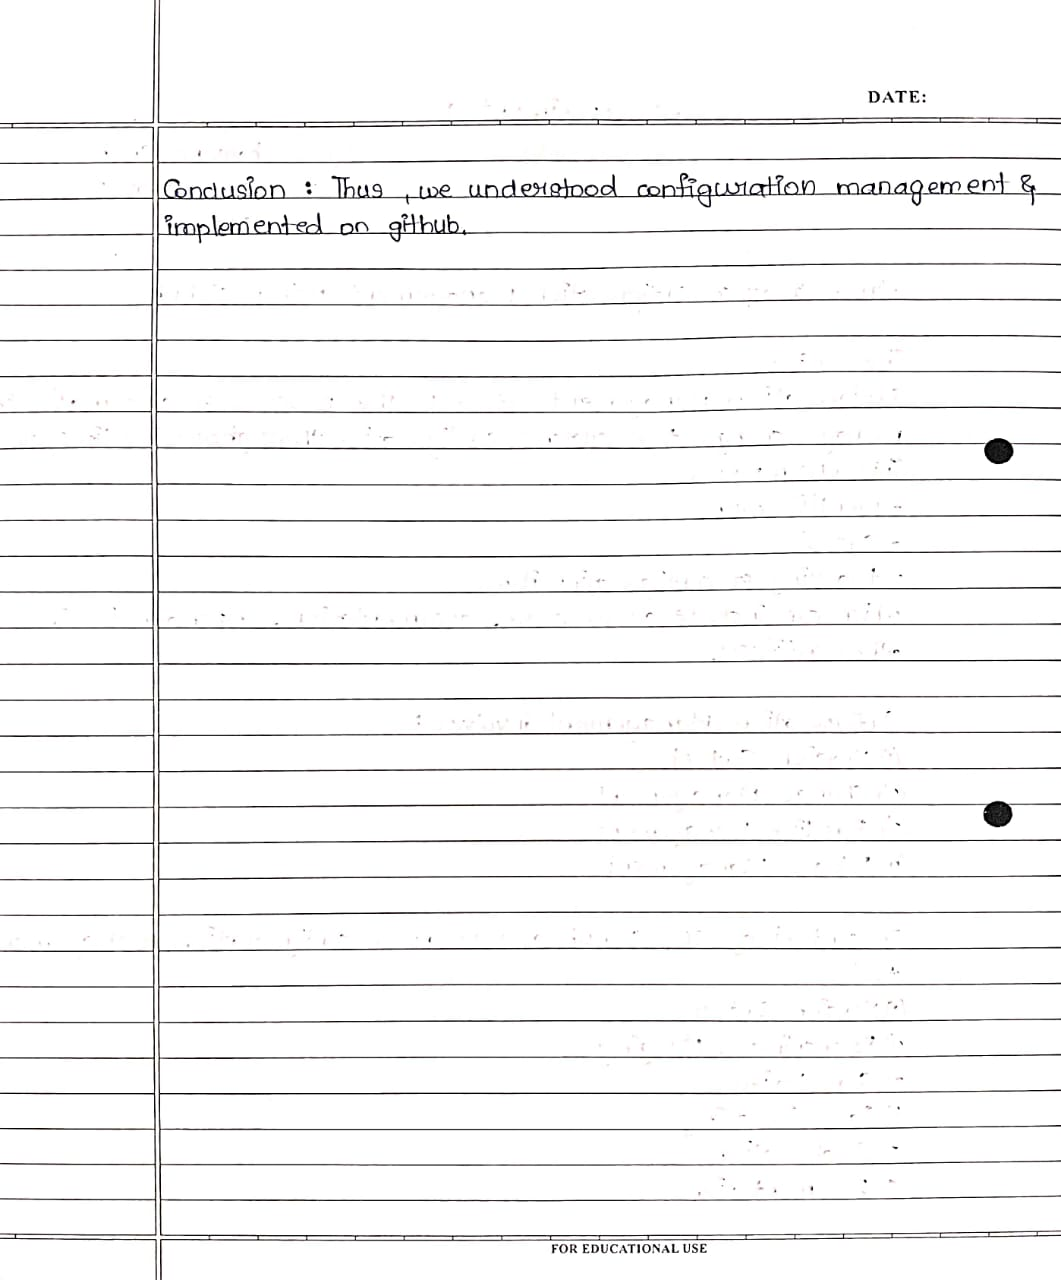 DATE:
Conclusion : Thus , we understood configuration management &
implemented on github.
FOR EDUCATIONAL USE